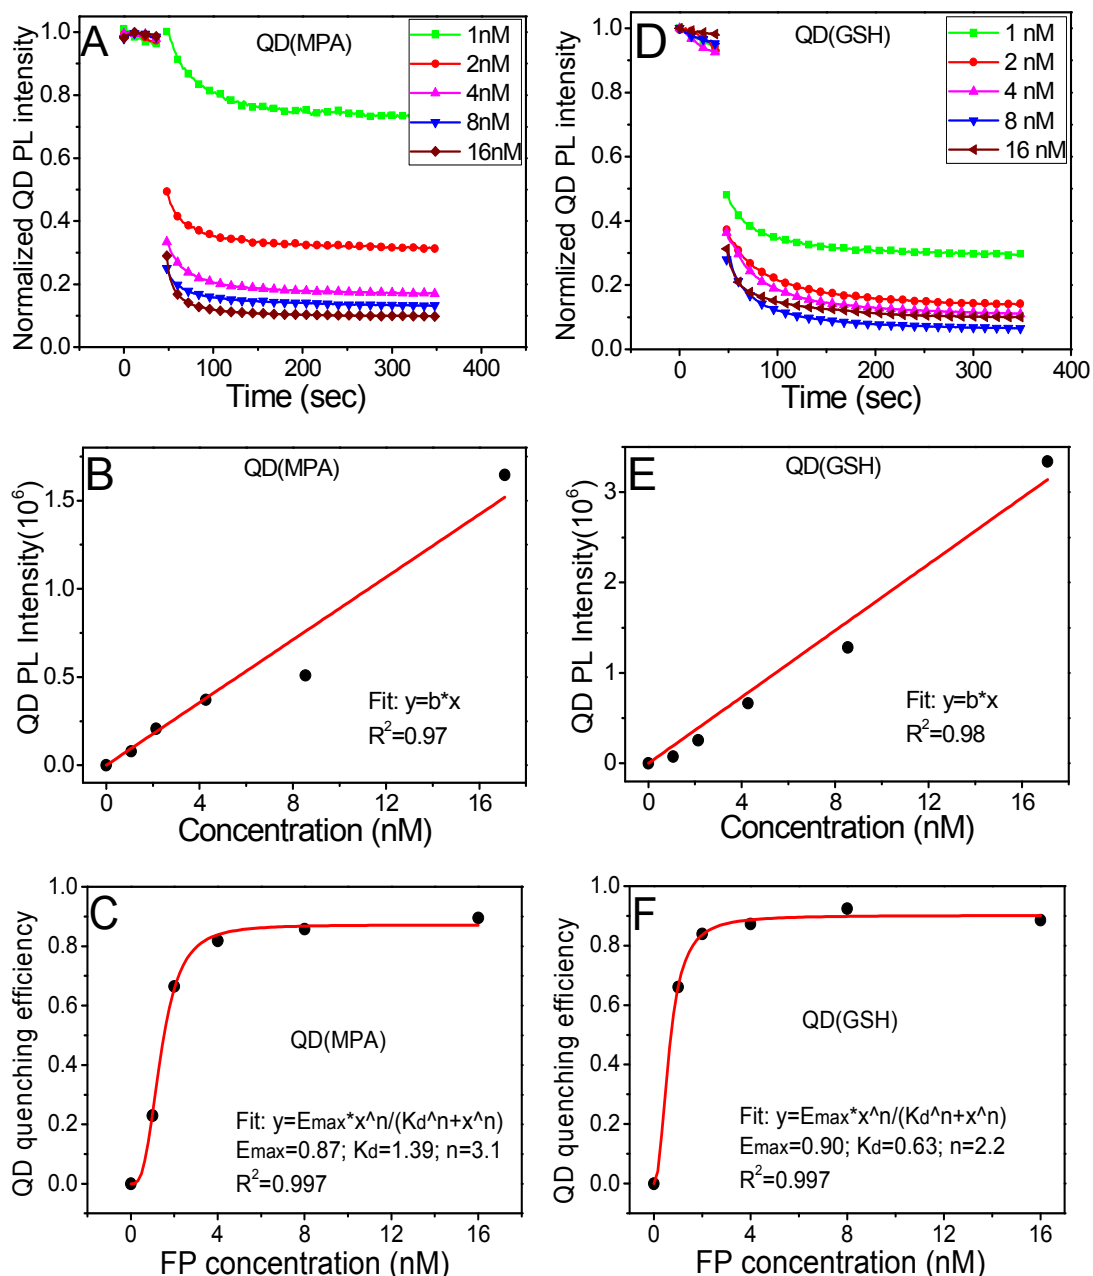 A
QD(MPA)
1nM
2nM
4nM
8nM
16nM
Normalized QD PL intensity
1.0
0.8
0.6
0.4
0.2
0.0
0 100 200 300 400
Time (sec)
D
QD(GSH)
1 nM
2 nM
4 nM
8 nM
16 nM
Normalized QD PL intensity
1.0
0.8
0.6
0.4
0.2
0.0
0 100 200 300 400
Time (sec)
B
QD(MPA)
QD PL Intensity(10⁶)
1.5
1.0
0.5
0.0
Fit: y=b*x
R²=0.97
0 4 8 12 16
Concentration (nM)
E
QD(GSH)
QD PL Intensity(10⁶)
3
2
1
0
Fit: y=b*x
R²=0.98
0 4 8 12 16
Concentration (nM)
C
QD quenching efficiency
1.0
0.8
0.6
0.4
0.2
0.0
QD(MPA)
Fit: y=Emax*x^n/(Kd^n+x^n)
Emax=0.87; Kd=1.39; n=3.1
R²=0.997
0 4 8 12 16
FP concentration (nM)
F
QD quenching efficiency
1.0
0.8
0.6
0.4
0.2
0.0
QD(GSH)
Fit: y=Emax*x^n/(Kd^n+x^n)
Emax=0.90; Kd=0.63; n=2.2
R²=0.997
0 4 8 12 16
FP concentration (nM)